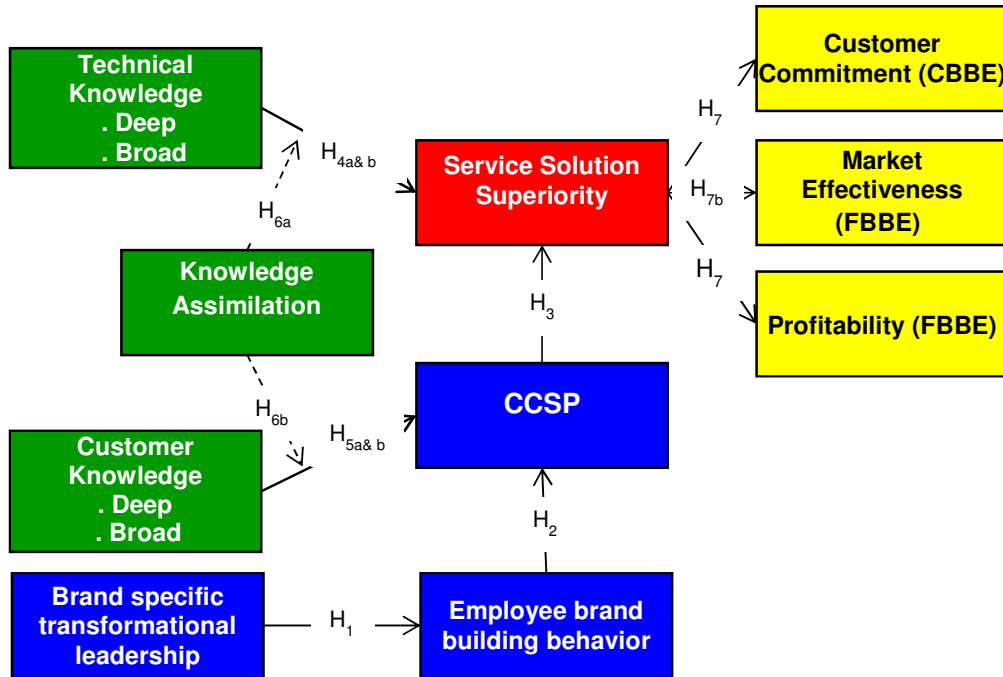 Technical
Knowledge
. Deep
. Broad
H4a& b
H6a
Knowledge
Assimilation
H6b
Customer
Knowledge
. Deep
. Broad
H5a& b
Brand specific
transformational
leadership
H1
Employee brand
building behavior
H2
CCSP
H3
Service Solution
Superiority
H7
Customer
Commitment (CBBE)
H7b
Market
Effectiveness
(FBBE)
H7
Profitability (FBBE)